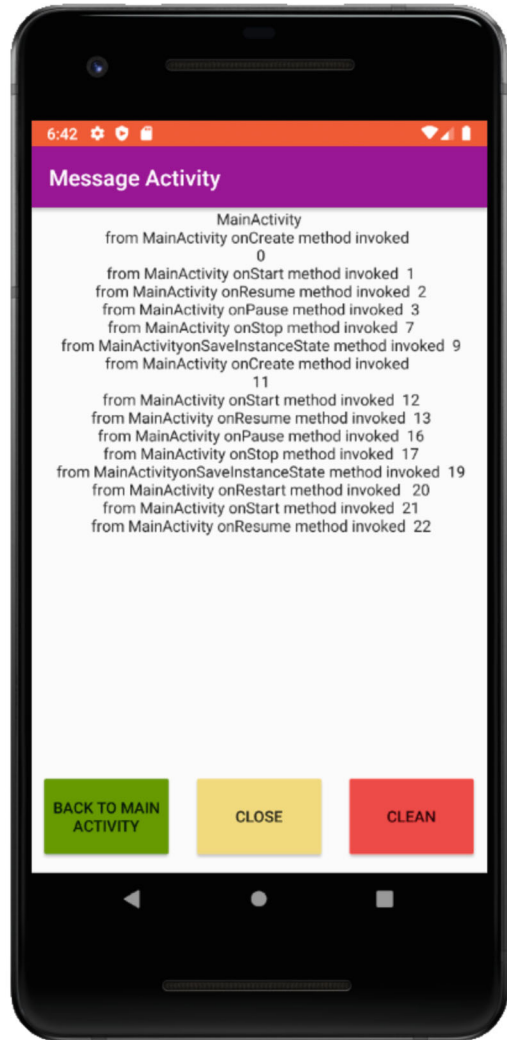 6:42
Message Activity
MainActivity
from MainActivity onCreate method invoked
0
from MainActivity onStart method invoked  1
from MainActivity onResume method invoked  2
from MainActivity onPause method invoked  3
from MainActivity onStop method invoked  7
from MainActivityonSaveInstanceState method invoked  9
from MainActivity onCreate method invoked
11
from MainActivity onStart method invoked  12
from MainActivity onResume method invoked  13
from MainActivity onPause method invoked  16
from MainActivity onStop method invoked  17
from MainActivityonSaveInstanceState method invoked  19
from MainActivity onRestart method invoked   20
from MainActivity onStart method invoked  21
from MainActivity onResume method invoked  22
BACK TO MAIN
ACTIVITY
CLOSE
CLEAN